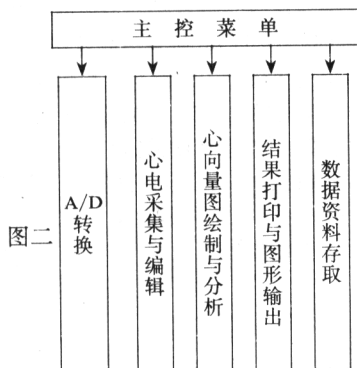 主控菜单
A/D
转换
心电采集与编辑
心向量图绘制与分析
结果打印与图形输出
数据资料存取
图二